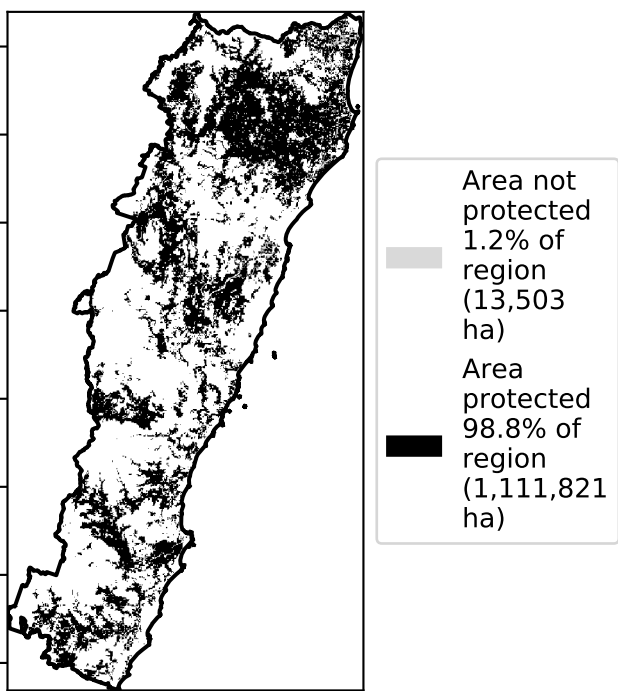 Area not
protected
1.2% of
region
(13,503
ha)
Area
protected
98.8% of
region
(1,111,821
ha)